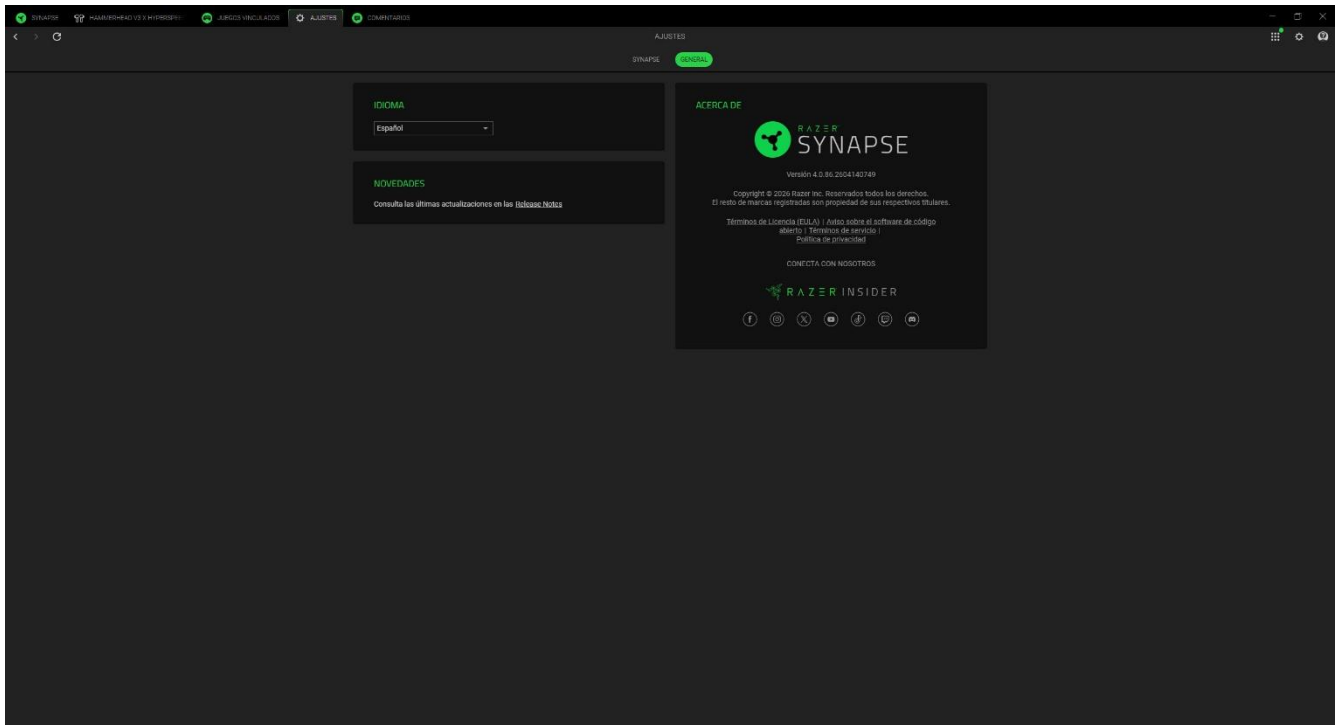 SYNAPSE
HAMMERHEAD V3 X HYPERSPEE
JUEGOS VINCULADOS
AJUSTES
COMENTARIOS
AJUSTES
SYNAPSE
GENERAL
IDIOMA
Español
NOVEDADES
Consulta las últimas actualizaciones en las Release Notes
ACERCA DE
RAZER
SYNAPSE
Versión 4.0.86.2604140749
Copyright © 2026 Razer Inc. Reservados todos los derechos.
El resto de marcas registradas son propiedad de sus respectivos titulares.
Términos de Licencia (EULA) | Aviso sobre el software de código
abierto | Términos de servicio |
Política de privacidad
CONECTA CON NOSOTROS
RAZER INSIDER